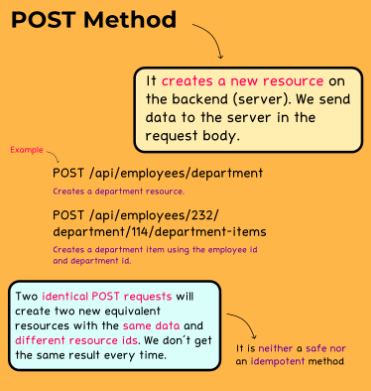 POST Method
It creates a new resource on
the backend (server). We send
data to the server in the
request body.
Example
POST /api/employees/department
Creates a department resource.
POST /api/employees/232/
department/114/department-items
Creates a department item using the employee id
and department id.
Two identical POST requests will
create two new equivalent
resources with the same data and
different resource ids. We don't get
the same result every time.
It is neither a safe nor
an idempotent method